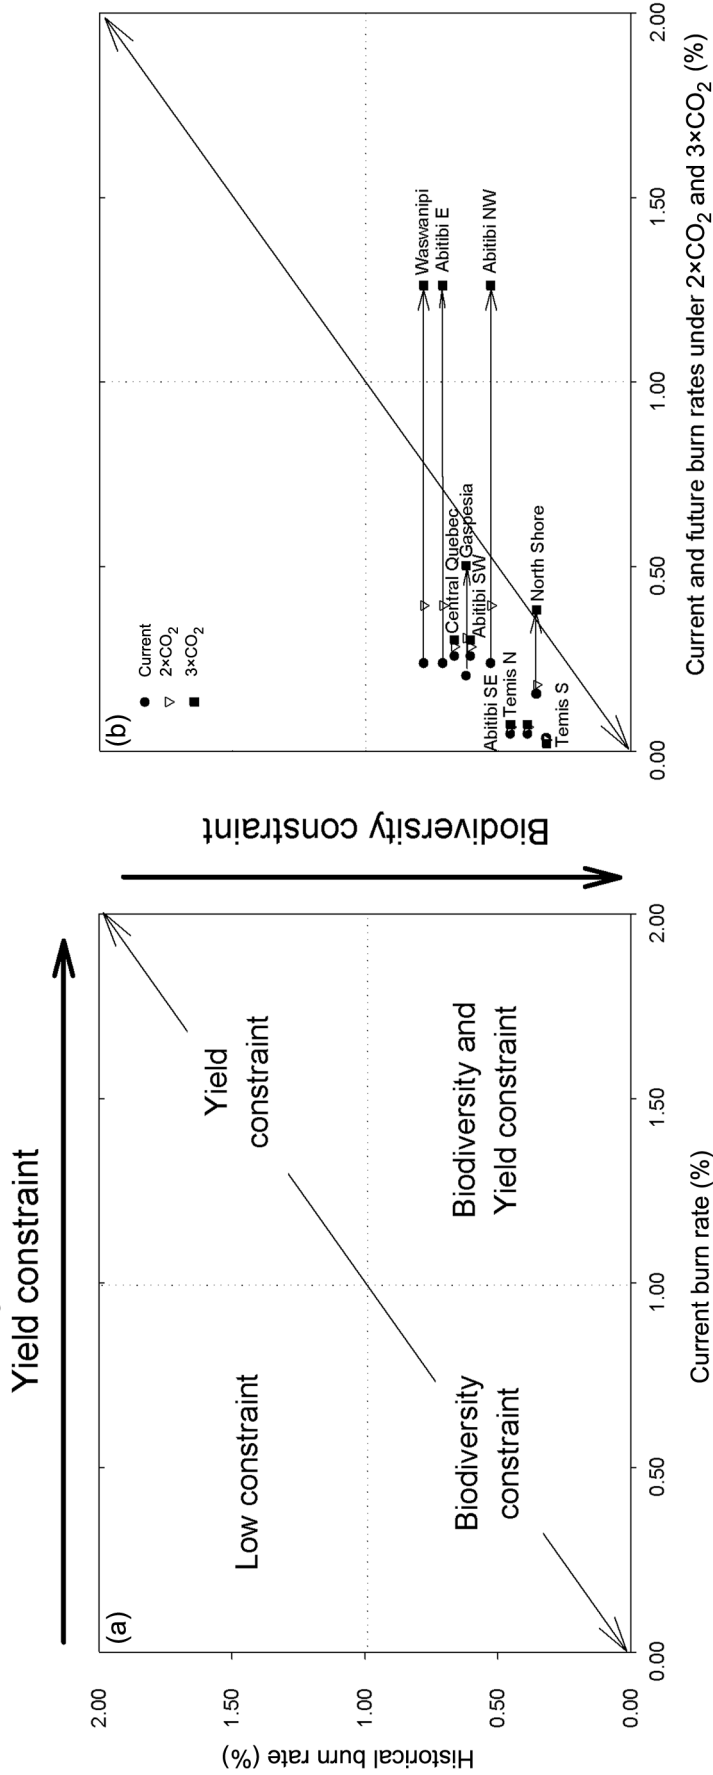 Yield constraint
(a)
Low constraint
Yield
constraint
Biodiversity
constraint
Biodiversity and
Yield constraint
2.00
1.50
1.00
0.50
0.00
Historical burn rate (%)
0.00
0.50
1.00
1.50
2.00
Current burn rate (%)
Biodiversity constraint
(b)
Current
2×CO₂
3×CO₂
Waswanipi
Abitibi E
Central Quebec
Gaspesia
Abitibi SW
Abitibi NW
Abitibi SE
Temis N
North Shore
Temis S
0.00
0.50
1.00
1.50
2.00
Current and future burn rates under 2×CO₂ and 3×CO₂ (%)